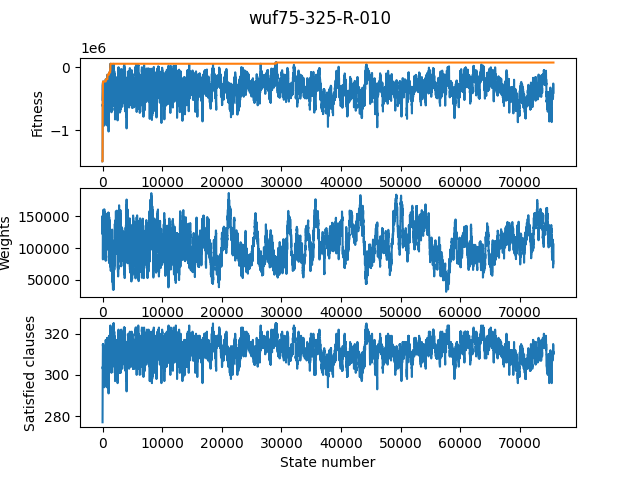 wuf75-325-R-010
1e6
0
−1
Fitness
0 10000 20000 30000 40000 50000 60000 70000
150000
100000
50000
Weights
0 10000 20000 30000 40000 50000 60000 70000
320
300
280
Satisfied clauses
0 10000 20000 30000 40000 50000 60000 70000
State number